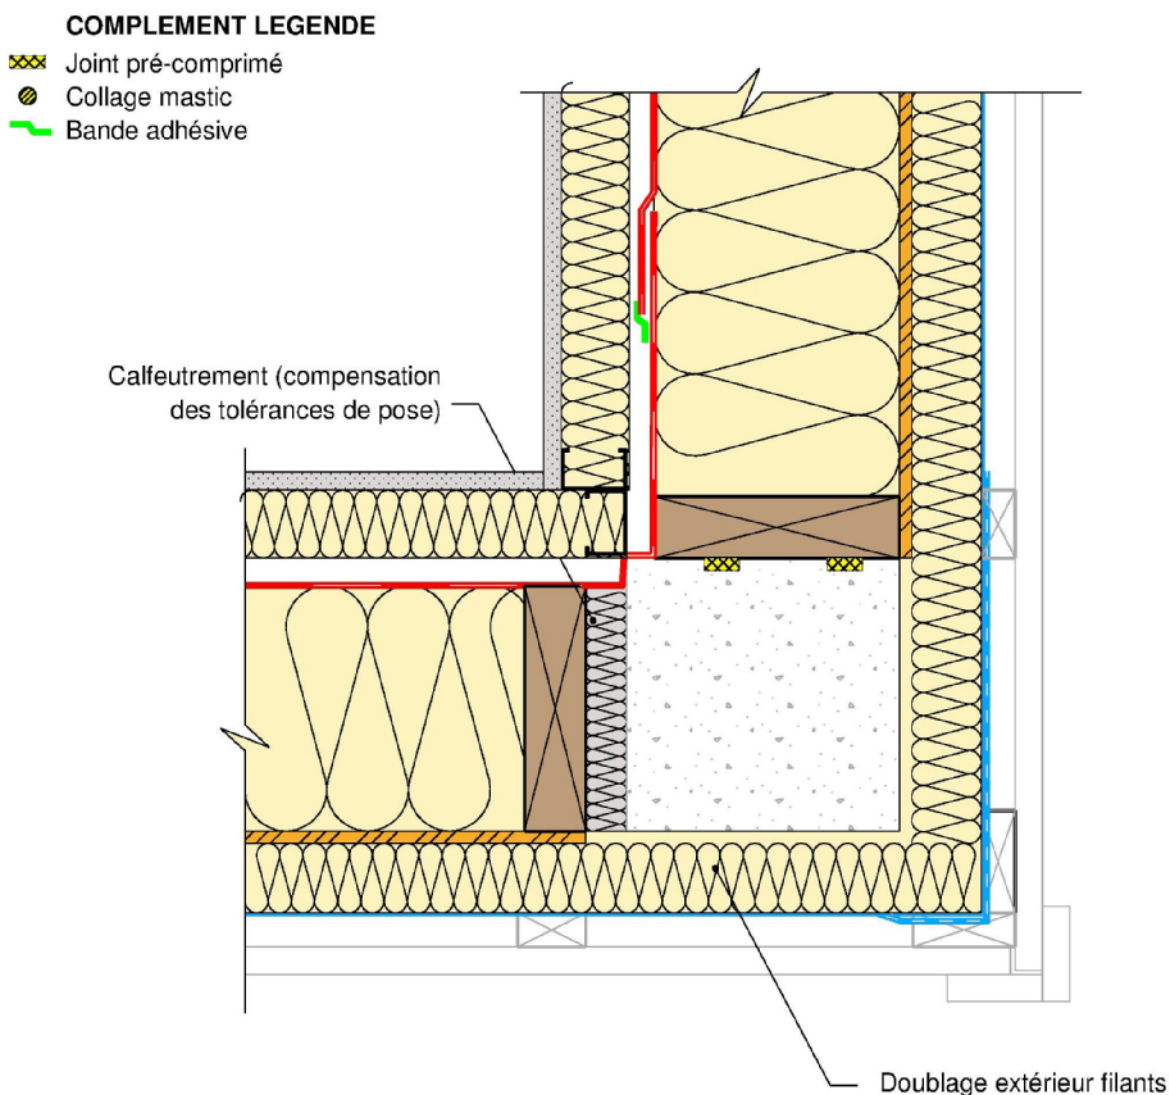 COMPLEMENT LEGENDE
Joint pré-comprimé
Collage mastic
Bande adhésive
Calfeutrement (compensation
des tolérances de pose)
Doublage extérieur filants